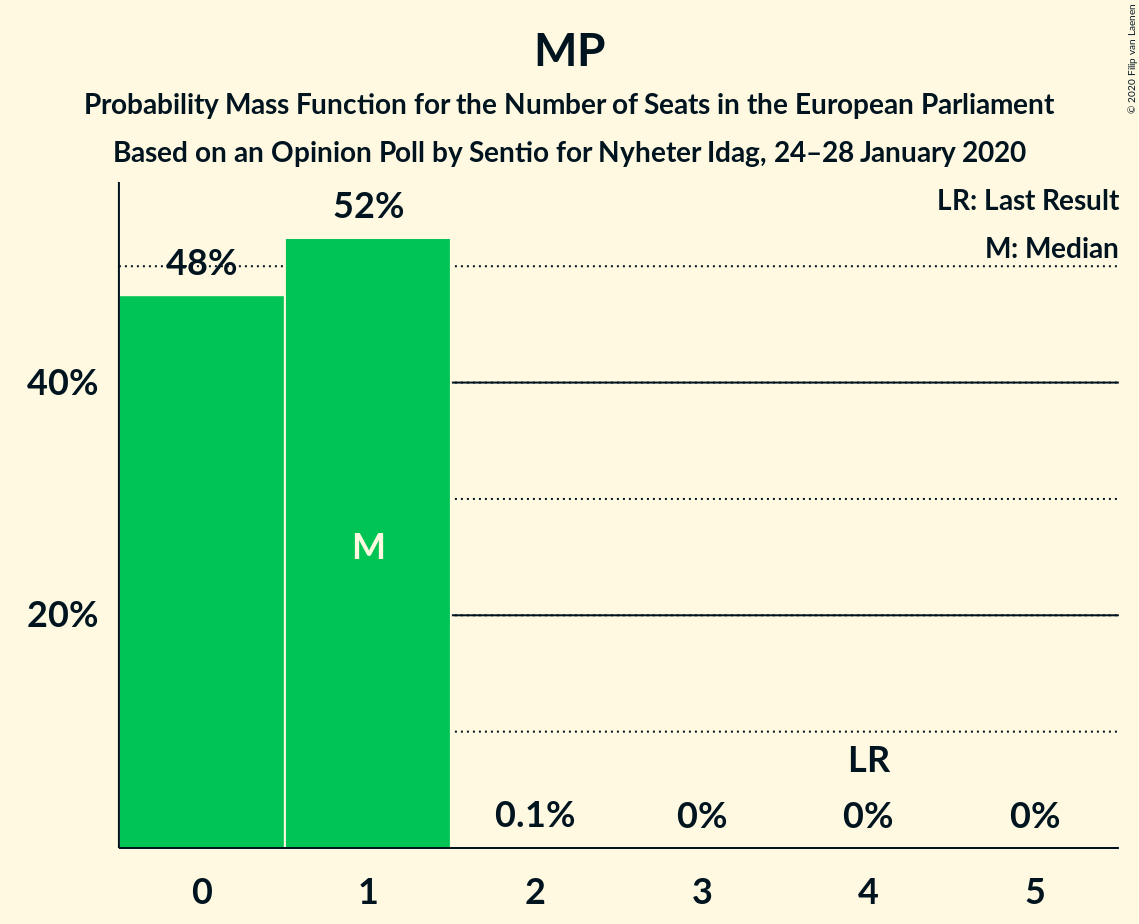 MP
Probability Mass Function for the Number of Seats in the European Parliament
Based on an Opinion Poll by Sentio for Nyheter Idag, 24–28 January 2020
© 2020 Filip van Laenen
LR: Last Result
M: Median
52%
48%
40%
M
20%
LR
0.1% 0% 0% 0%
0 1 2 3 4 5